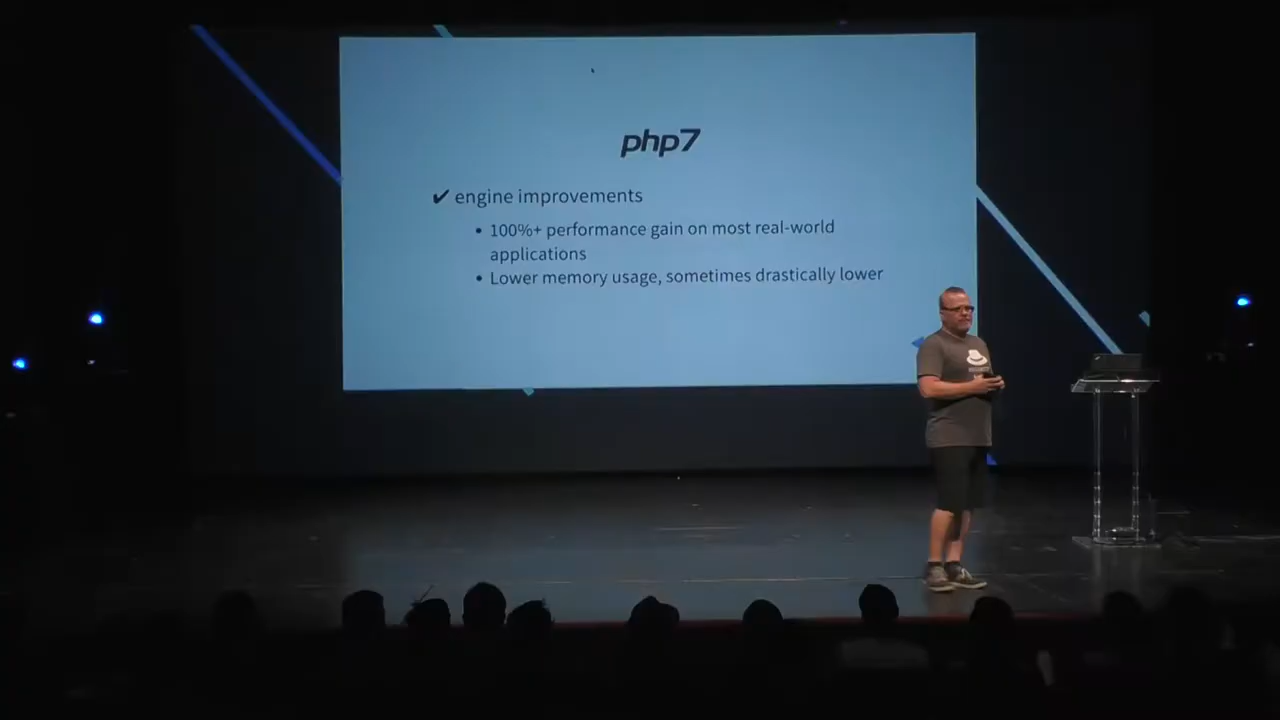 php7
✔ engine improvements
• 100%+ performance gain on most real-world
applications
• Lower memory usage, sometimes drastically lower